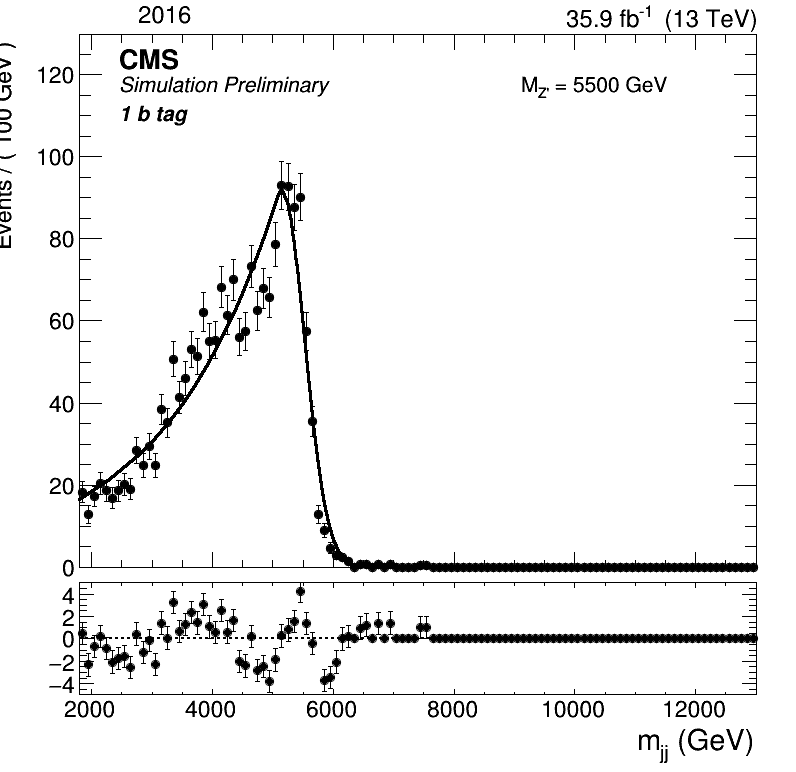 2016
35.9 fb-1 (13 TeV)
CMS
Simulation Preliminary
1 b tag
MZ' = 5500 GeV
Events / ( 100 GeV )
120
100
80
60
40
20
0
4
2
0
−2
−4
2000
4000
6000
8000
10000
12000
mjj (GeV)